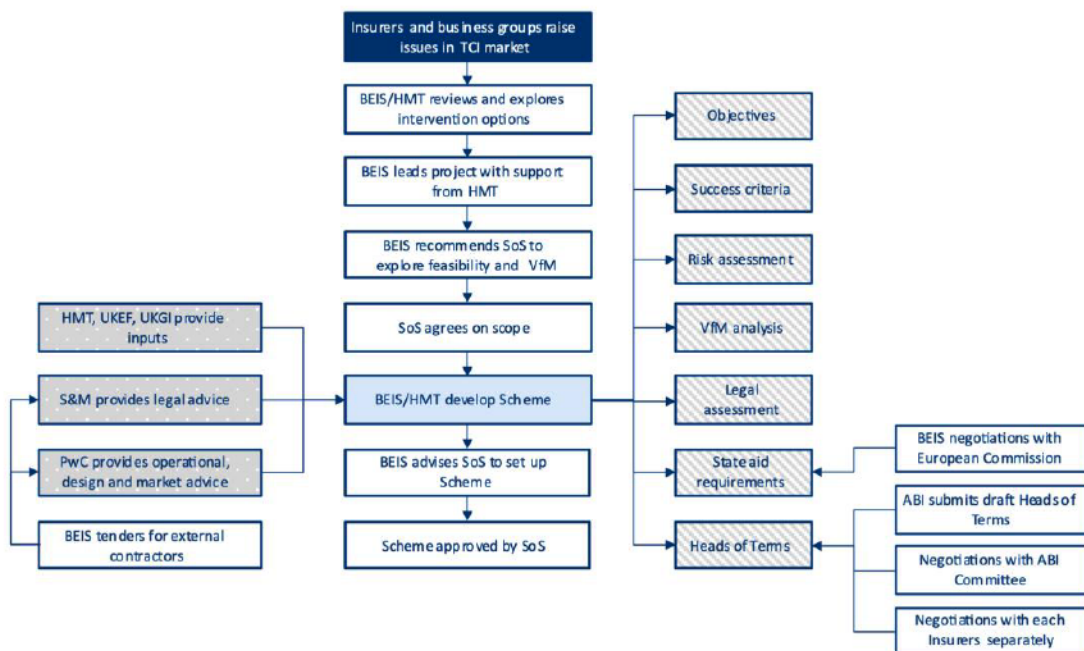 Insurers and business groups raise
issues in TCI market
BEIS/HMT reviews and explores
intervention options
BEIS leads project with support
from HMT
BEIS recommends SoS to
explore feasibility and VfM
SoS agrees on scope
BEIS/HMT develop Scheme
BEIS advises SoS to set up
Scheme
Scheme approved by SoS
HMT, UKEF, UKGI provide
inputs
S&M provides legal advice
PwC provides operational,
design and market advice
BEIS tenders for external
contractors
Objectives
Success criteria
Risk assessment
VfM analysis
Legal
assessment
State aid
requirements
Heads of Terms
BEIS negotiations with
European Commission
ABI submits draft Heads of
Terms
Negotiations with ABI
Committee
Negotiations with each
Insurers separately